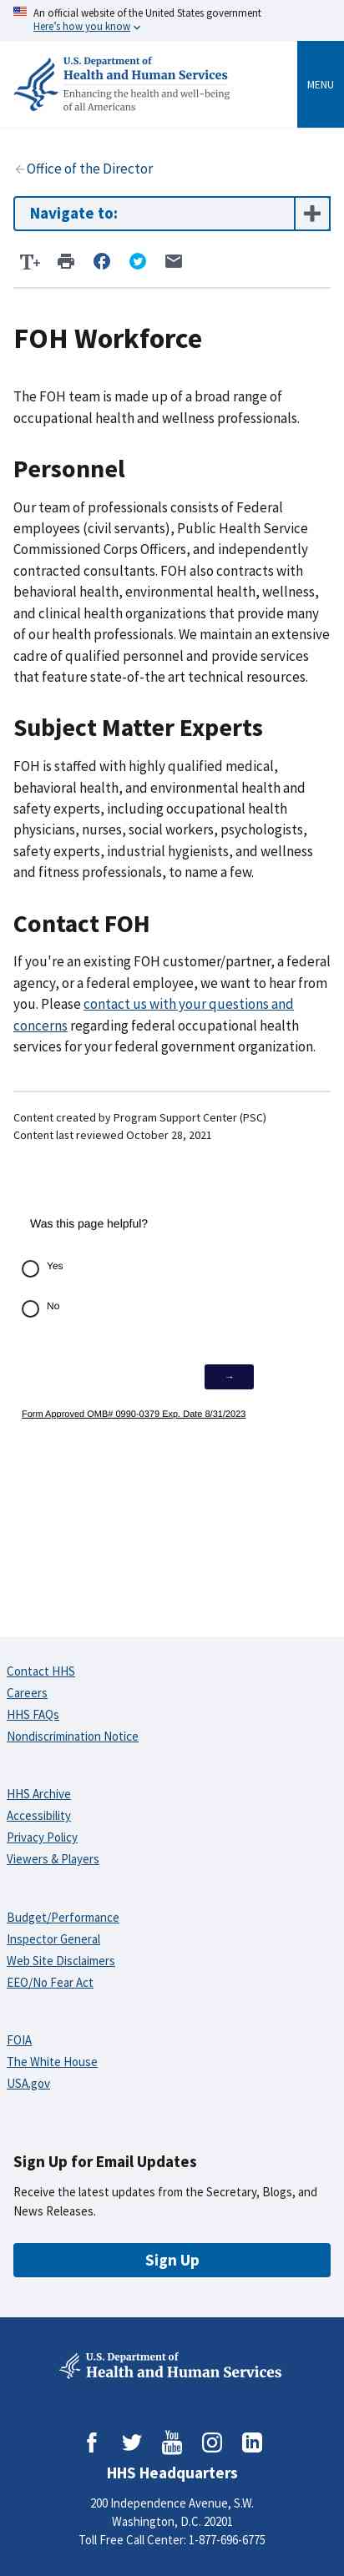 An official website of the United States government
Here's how you know
U.S. Department of
Health and Human Services
Enhancing the health and well-being
of all Americans
MENU
Office of the Director
Navigate to:
T+
FOH Workforce
The FOH team is made up of a broad range of
occupational health and wellness professionals.
Personnel
Our team of professionals consists of Federal
employees (civil servants), Public Health Service
Commissioned Corps Officers, and independently
contracted consultants. FOH also contracts with
behavioral health, environmental health, wellness,
and clinical health organizations that provide many
of our health professionals. We maintain an extensive
cadre of qualified personnel and provide services
that feature state-of-the art technical resources.
Subject Matter Experts
FOH is staffed with highly qualified medical,
behavioral health, and environmental health and
safety experts, including occupational health
physicians, nurses, social workers, psychologists,
safety experts, industrial hygienists, and wellness
and fitness professionals, to name a few.
Contact FOH
If you're an existing FOH customer/partner, a federal
agency, or a federal employee, we want to hear from
you. Please contact us with your questions and
concerns regarding federal occupational health
services for your federal government organization.
Content created by Program Support Center (PSC)
Content last reviewed October 28, 2021
Was this page helpful?
Yes
No
→
Form Approved OMB# 0990-0379 Exp. Date 8/31/2023
Contact HHS
Careers
HHS FAQs
Nondiscrimination Notice
HHS Archive
Accessibility
Privacy Policy
Viewers & Players
Budget/Performance
Inspector General
Web Site Disclaimers
EEO/No Fear Act
FOIA
The White House
USA.gov
Sign Up for Email Updates
Receive the latest updates from the Secretary, Blogs, and
News Releases.
Sign Up
U.S. Department of
Health and Human Services
You Tube
HHS Headquarters
200 Independence Avenue, S.W.
Washington, D.C. 20201
Toll Free Call Center: 1-877-696-6775